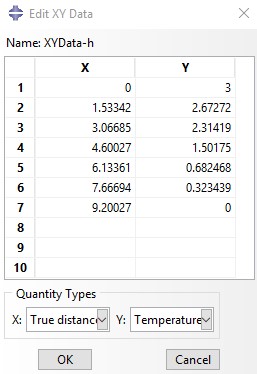 Edit XY Data
Name: XYData-h
X Y
1 0 3
2 1.53342 2.67272
3 3.06685 2.31419
4 4.60027 1.50175
5 6.13361 0.682468
6 7.66694 0.323439
7 9.20027 0
8
9
10
Quantity Types
X: True distanc Y: Temperature
OK Cancel